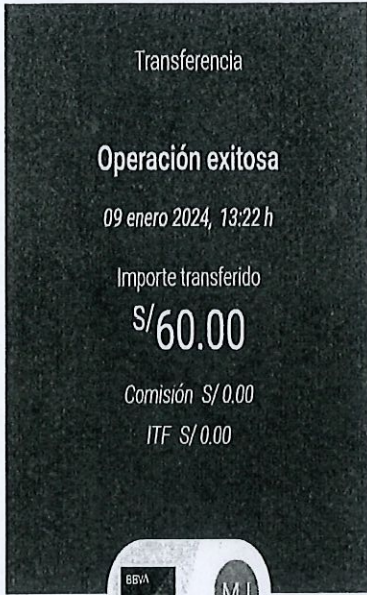 Transferencia
Operación exitosa
09 enero 2024, 13:22 h
Importe transferido
S/60.00
Comisión S/ 0.00
ITF S/ 0.00
BBVA